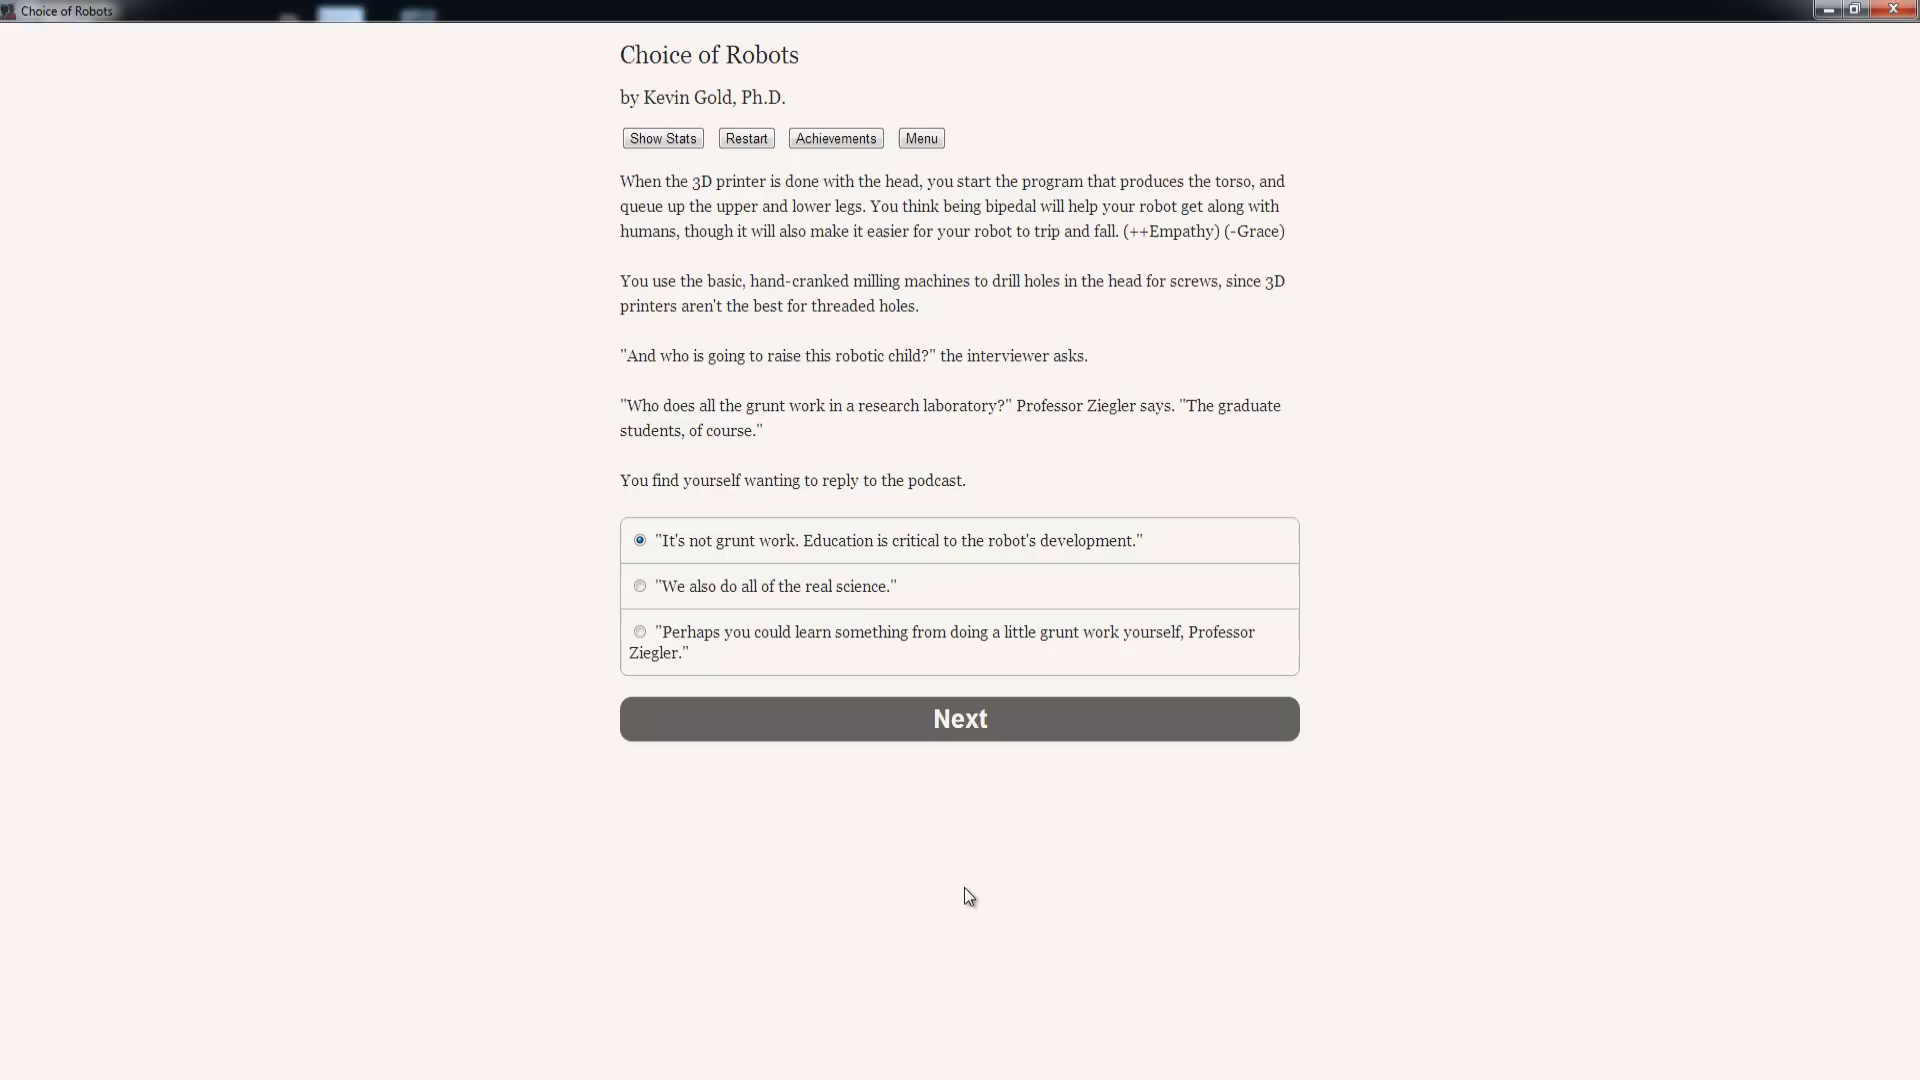 Choice of Robots
Choice of Robots
by Kevin Gold, Ph.D.
Show Stats Restart Achievements Menu
When the 3D printer is done with the head, you start the program that produces the torso, and
queue up the upper and lower legs. You think being bipedal will help your robot get along with
humans, though it will also make it easier for your robot to trip and fall. (++Empathy) (-Grace)
You use the basic, hand-cranked milling machines to drill holes in the head for screws, since 3D
printers aren't the best for threaded holes.
"And who is going to raise this robotic child?" the interviewer asks.
"Who does all the grunt work in a research laboratory?" Professor Ziegler says. "The graduate
students, of course."
You find yourself wanting to reply to the podcast.
"It's not grunt work. Education is critical to the robot's development."
"We also do all of the real science."
"Perhaps you could learn something from doing a little grunt work yourself, Professor
Ziegler."
Next